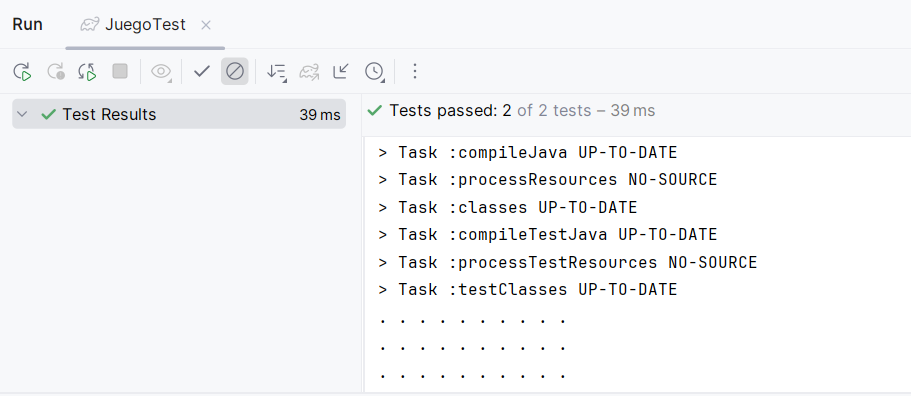 Run
JuegoTest
Test Results 39 ms
Tests passed: 2 of 2 tests – 39 ms
> Task :compileJava UP-TO-DATE
> Task :processResources NO-SOURCE
> Task :classes UP-TO-DATE
> Task :compileTestJava UP-TO-DATE
> Task :processTestResources NO-SOURCE
> Task :testClasses UP-TO-DATE
. . . . . . . . . .
. . . . . . . . . .
. . . . . . . . . .